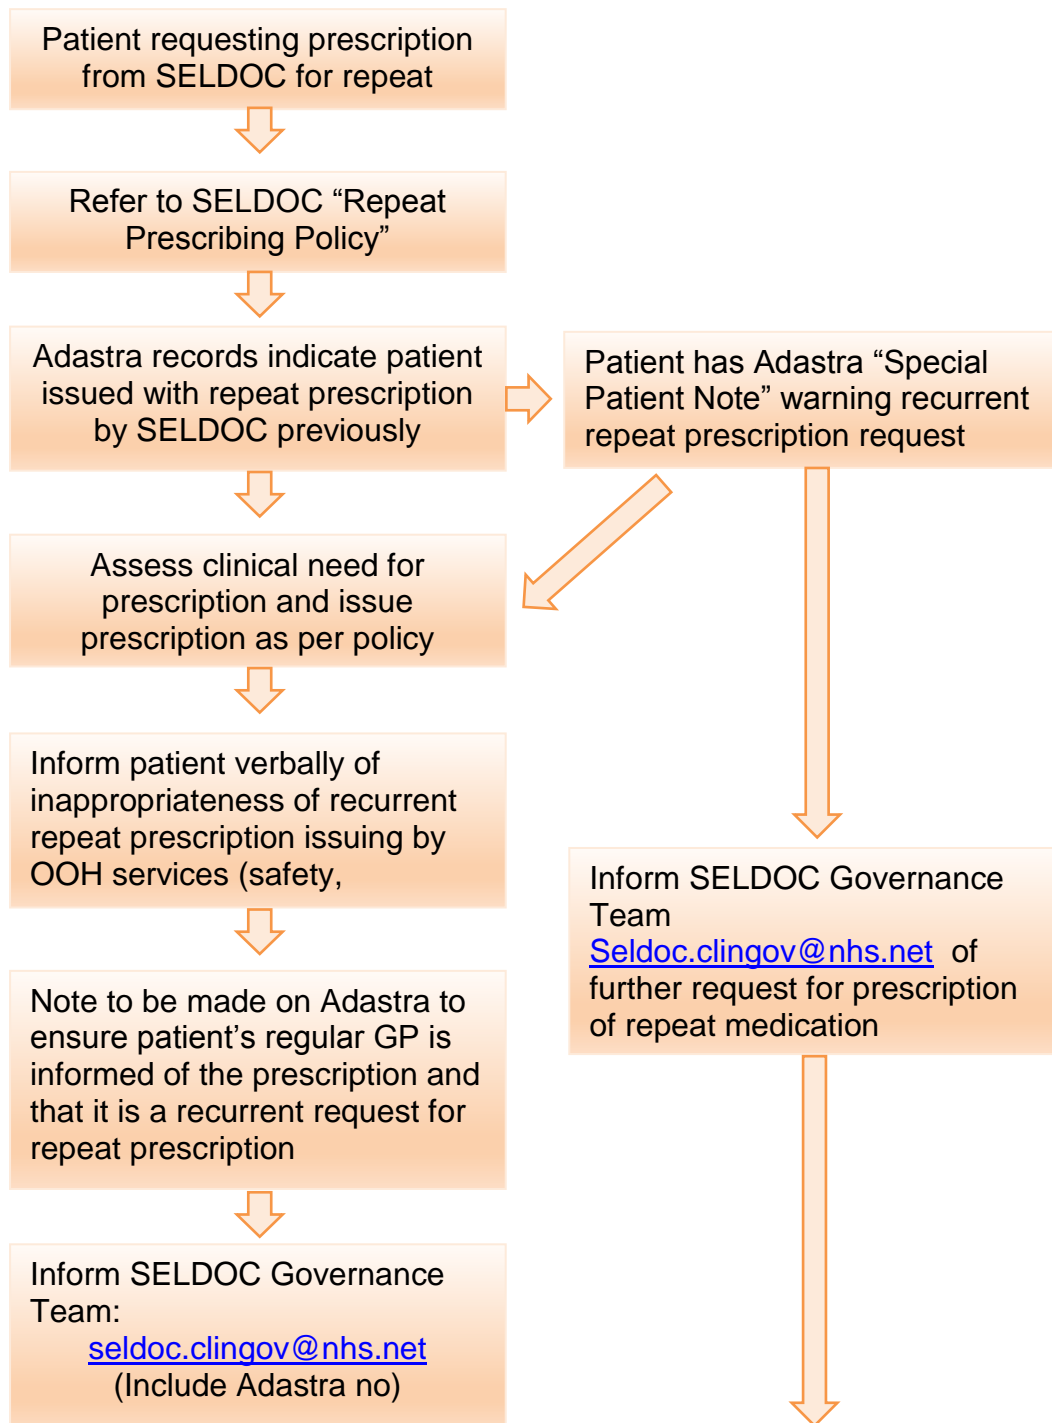 Patient requesting prescription
from SELDOC for repeat
Refer to SELDOC “Repeat
Prescribing Policy”
Adastra records indicate patient
issued with repeat prescription
by SELDOC previously
Patient has Adastra “Special
Patient Note” warning recurrent
repeat prescription request
Assess clinical need for
prescription and issue
prescription as per policy
Inform patient verbally of
inappropriateness of recurrent
repeat prescription issuing by
OOH services (safety,
Note to be made on Adastra to
ensure patient’s regular GP is
informed of the prescription and
that it is a recurrent request for
repeat prescription
Inform SELDOC Governance
Team:
seldoc.clingov@nhs.net
(Include Adastra no)
Inform SELDOC Governance
Team
Seldoc.clingov@nhs.net of
further request for prescription
of repeat medication